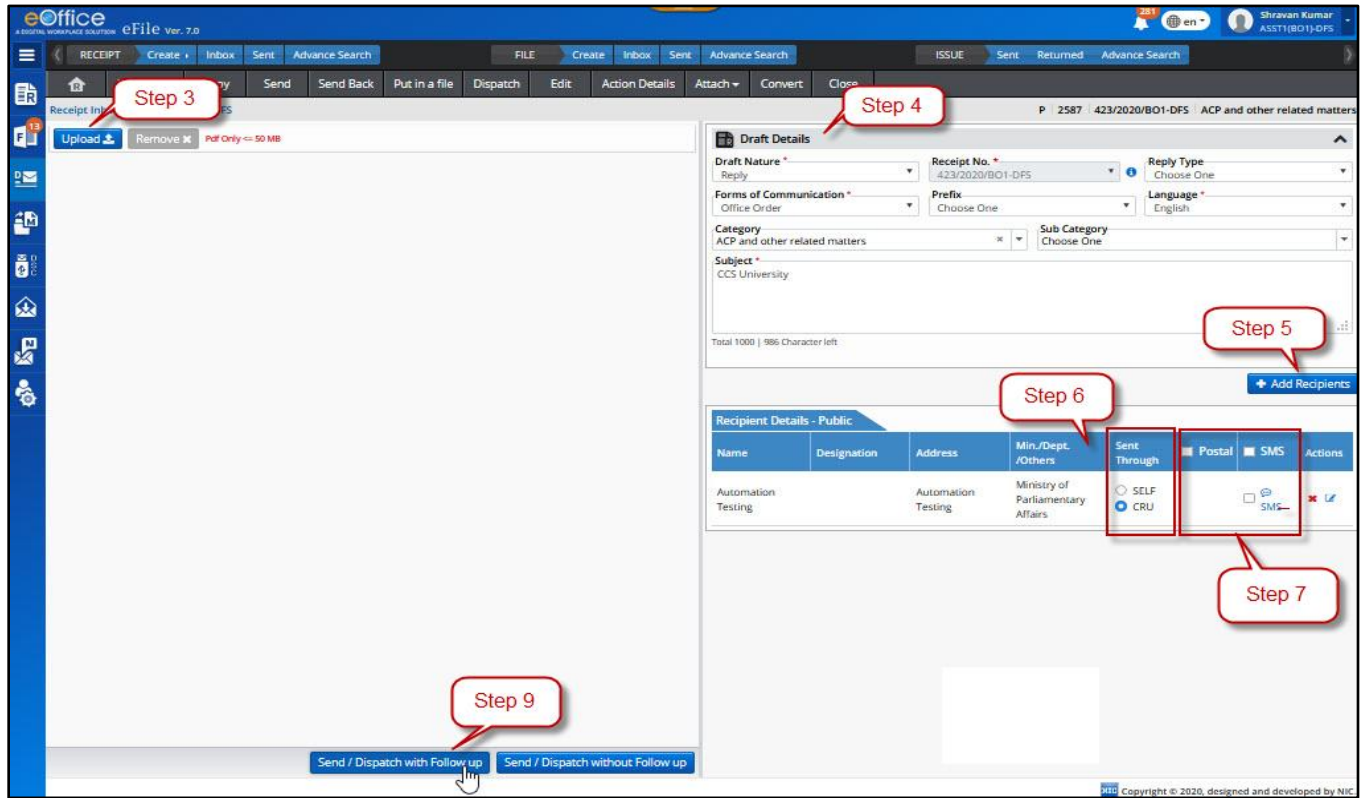 eOffice
A DIGITAL WORKPLACE SOLUTION eFile Ver. 7.0
281 en Shravan Kumar
ASST1(BO1)-DFS
RECEIPT Create Inbox Sent Advance Search FILE Create Inbox Sent Advance Search ISSUE Sent Returned Advance Search
Send Send Back Put in a file Dispatch Edit Action Details Attach Convert Close
Step 3
Step 4
Receipt P 2587 423/2020/BO1-DFS ACP and other related matters
13
Upload Remove Pdf Only <= 50 MB
Draft Details
Draft Nature * Receipt No. * Reply Type
Reply 423/2020/BO1-DFS Choose One
Forms of Communication * Prefix Language *
Office Order Choose One English
Category Sub Category
ACP and other related matters × Choose One
Subject *
CCS University
Step 5
Total 1000 | 986 Character left
+ Add Recipients
Step 6
Recipient Details - Public
Name Designation Address Min./Dept. /Others Sent Through Postal SMS Actions
Automation Testing Automation Testing Ministry of Parliamentary Affairs SELF CRU SMS
Step 7
Step 9
Send / Dispatch with Follow up Send / Dispatch without Follow up
NIC Copyright © 2020, designed and developed by NIC.